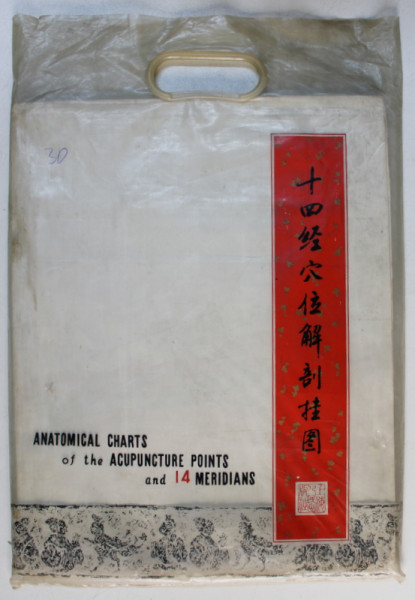 30
十四经穴位解剖挂图
ANATOMICAL CHARTS
of the ACUPUNCTURE POINTS
and 14 MERIDIANS